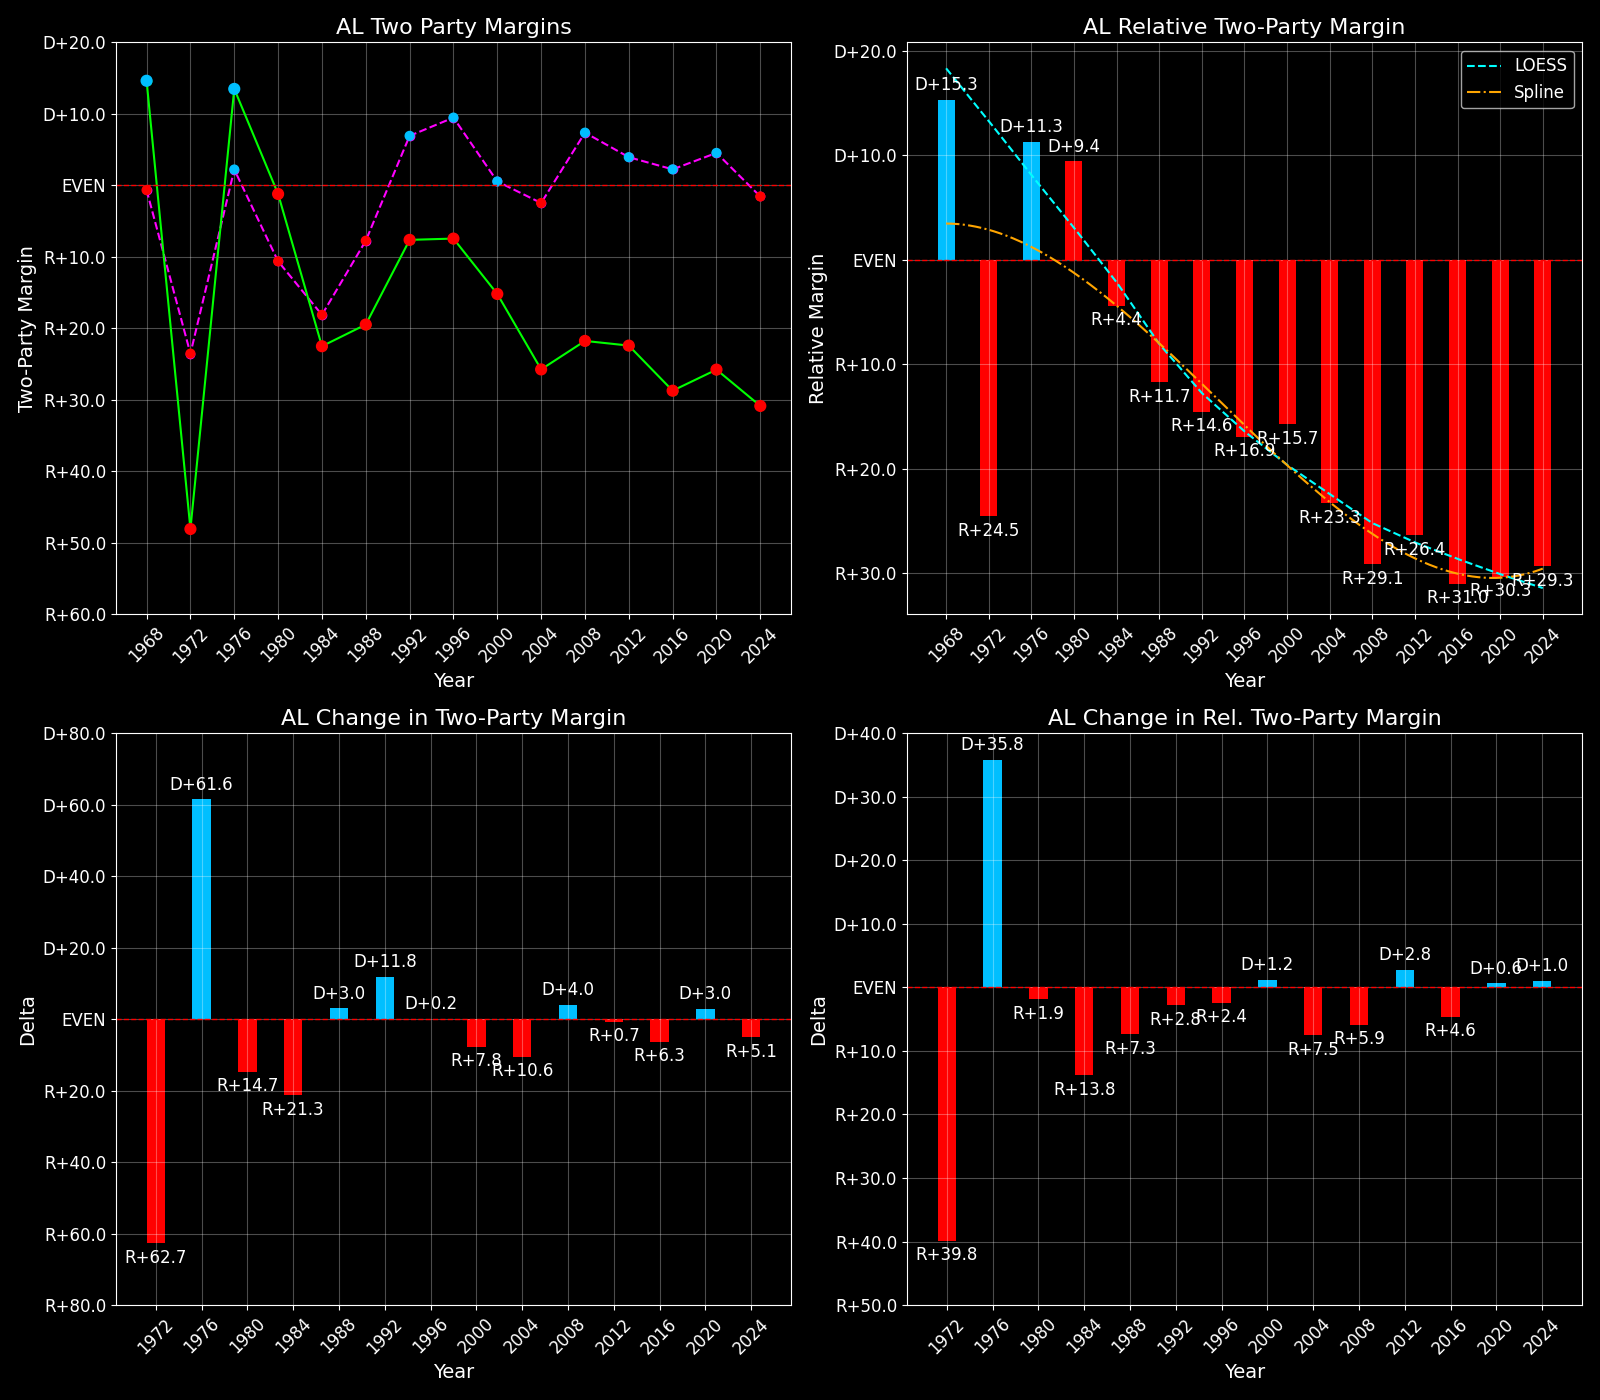 AL Two Party Margins
D+20.0
D+10.0
EVEN
R+10.0
R+20.0
R+30.0
R+40.0
R+50.0
R+60.0
Two-Party Margin
1968
1972
1976
1980
1984
1988
1992
1996
2000
2004
2008
2012
2016
2020
2024
Year
AL Relative Two-Party Margin
LOESS
Spline
D+20.0
D+10.0
EVEN
R+10.0
R+20.0
R+30.0
Relative Margin
D+15.3
R+24.5
D+11.3
D+9.4
R+4.4
R+11.7
R+14.6
R+16.9
R+15.7
R+23.3
R+29.1
R+26.4
R+31.0
R+30.3
R+29.3
1968
1972
1976
1980
1984
1988
1992
1996
2000
2004
2008
2012
2016
2020
2024
Year
AL Change in Two-Party Margin
D+80.0
D+60.0
D+40.0
D+20.0
EVEN
R+20.0
R+40.0
R+60.0
R+80.0
Delta
R+62.7
D+61.6
R+14.7
R+21.3
D+3.0
D+11.8
D+0.2
R+7.8
R+10.6
D+4.0
R+0.7
R+6.3
D+3.0
R+5.1
1972
1976
1980
1984
1988
1992
1996
2000
2004
2008
2012
2016
2020
2024
Year
AL Change in Rel. Two-Party Margin
D+40.0
D+30.0
D+20.0
D+10.0
EVEN
R+10.0
R+20.0
R+30.0
R+40.0
R+50.0
Delta
R+39.8
D+35.8
R+1.9
R+13.8
R+7.3
R+2.8
R+2.4
D+1.2
R+7.5
R+5.9
D+2.8
R+4.6
D+0.6
D+1.0
1972
1976
1980
1984
1988
1992
1996
2000
2004
2008
2012
2016
2020
2024
Year